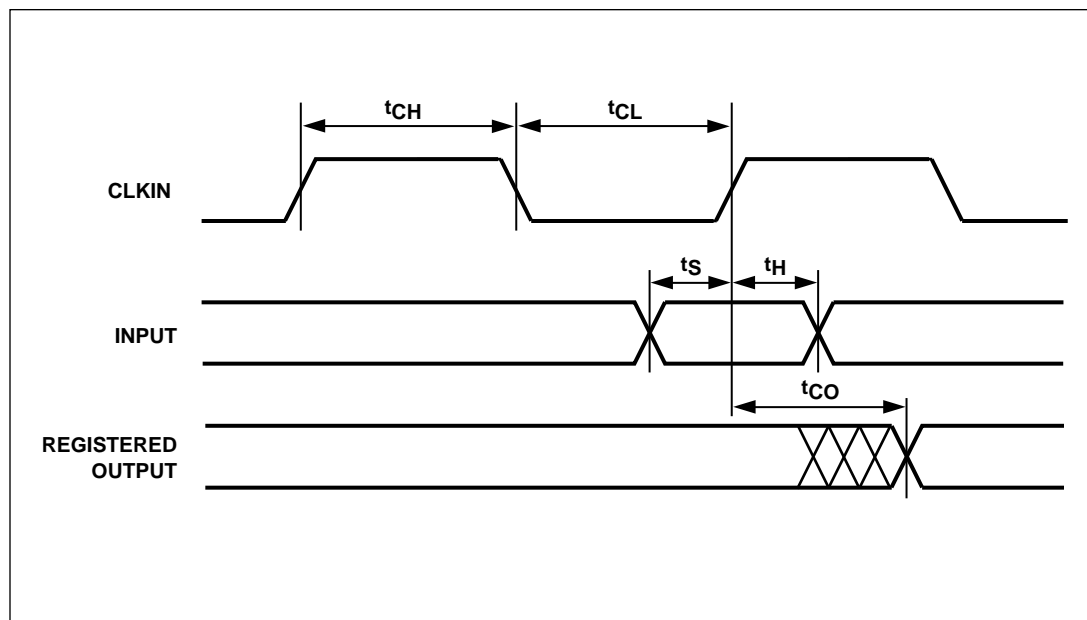 tCH
tCL
CLKIN
tS
tH
INPUT
tCO
REGISTERED
OUTPUT